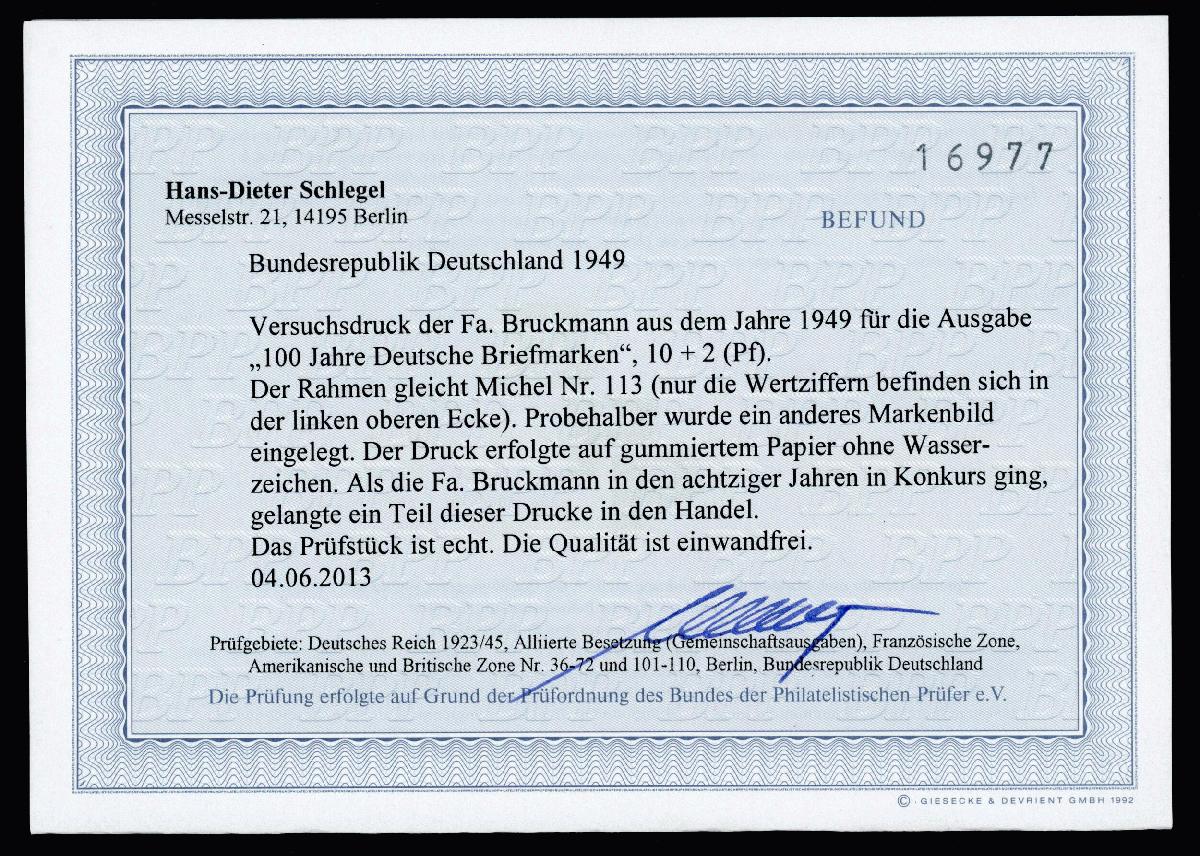 16977
Hans-Dieter Schlegel
Messelstr. 21, 14195 Berlin
BEFUND
Bundesrepublik Deutschland 1949
Versuchsdruck der Fa. Bruckmann aus dem Jahre 1949 für die Ausgabe
„100 Jahre Deutsche Briefmarken“, 10 + 2 (Pf).
Der Rahmen gleicht Michel Nr. 113 (nur die Wertziffern befinden sich in
der linken oberen Ecke). Probehalber wurde ein anderes Markenbild
eingelegt. Der Druck erfolgte auf gummiertem Papier ohne Wasser-
zeichen. Als die Fa. Bruckmann in den achtziger Jahren in Konkurs ging,
gelangte ein Teil dieser Drucke in den Handel.
Das Prüfstück ist echt. Die Qualität ist einwandfrei.
04.06.2013
Prüfgebiete: Deutsches Reich 1923/45, Alliierte Besetzung (Gemeinschaftsausgaben), Französische Zone,
Amerikanische und Britische Zone Nr. 36-72 und 101-110, Berlin, Bundesrepublik Deutschland
Die Prüfung erfolgte auf Grund der Prüfordnung des Bundes der Philatelistischen Prüfer e.V.
© · GIESECKE & DEVRIENT GMBH 1992